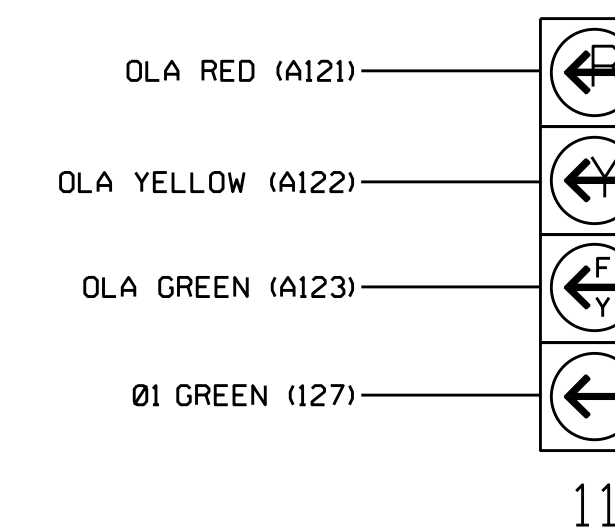 OLA RED (A121)
R
OLA YELLOW (A122)
Y
OLA GREEN (A123)
F
Y
Ø1 GREEN (127)
11